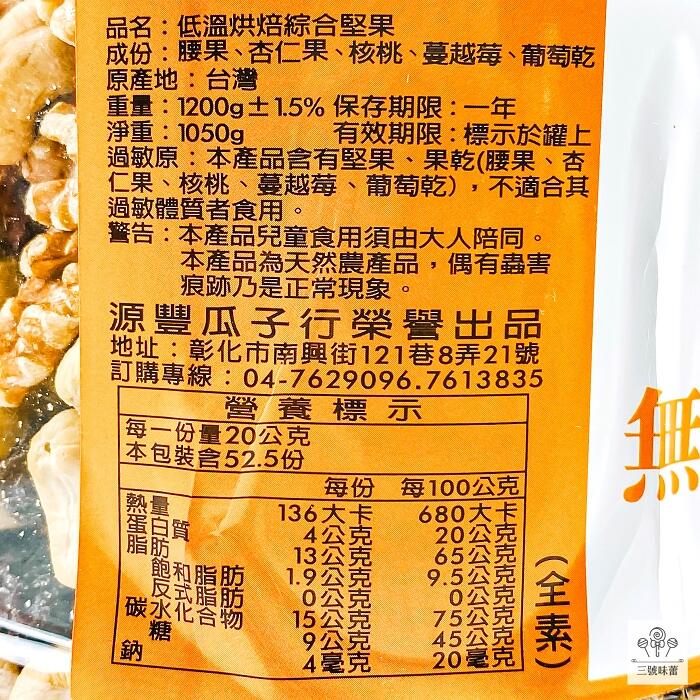 品名：低溫烘焙綜合堅果
成份：腰果、杏仁果、核桃、蔓越莓、葡萄乾
原產地：台灣
重量：1200g±1.5% 保存期限：一年
淨重：1050g 有效期限：標示於罐上
過敏原：本產品含有堅果、果乾(腰果、杏
仁果、核桃、蔓越莓、葡萄乾)，不適合其
過敏體質者食用。
警告：本產品兒童食用須由大人陪同。
本產品為天然農產品，偶有蟲害
痕跡乃是正常現象。
源豐瓜子行榮譽出品
地址：彰化市南興街121巷8弄21號
訂購專線：04-7629096.7613835
營養標示
每一份量20公克
本包裝含52.5份
每份 每100公克
熱量 136大卡 680大卡
蛋白質 4公克 20公克
脂肪 13公克 65公克
飽和脂肪 1.9公克 9.5公克
反式脂肪 0公克 0公克
碳水化合物 15公克 75公克
糖 9公克 45公克
鈉 4毫克 20毫克
(全素)
無
三號味蕾